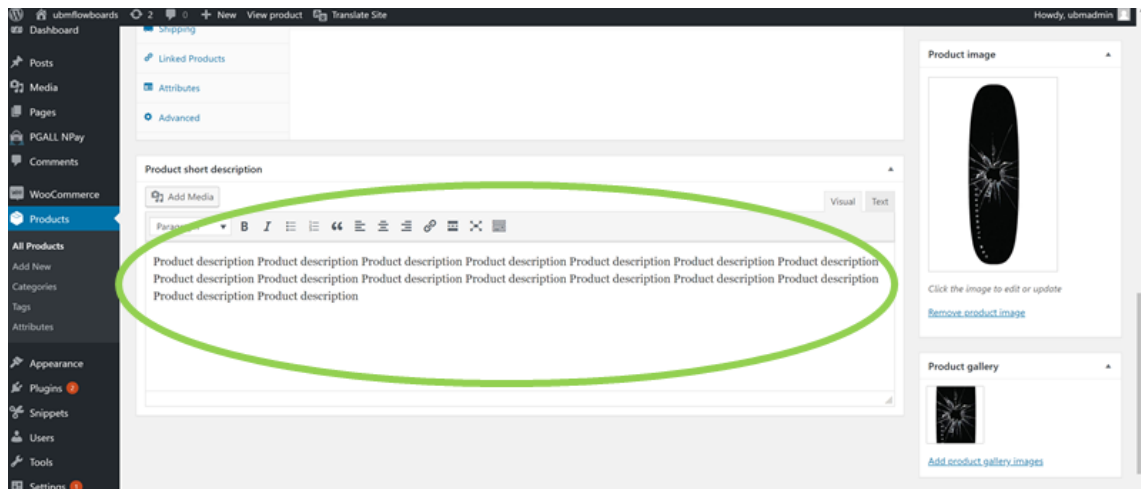 ubmflowboards 2 0 + New View product Translate Site Howdy, ubmadmin
Dashboard
Posts
Media
Pages
PGALL NPay
Comments
WooCommerce
Products
All Products
Add New
Categories
Tags
Attributes
Appearance
Plugins 2
Snippets
Users
Tools
Settings 1
Shipping
Linked Products
Attributes
Advanced
Product short description
Add Media
Visual Text
Paragraph B I
Product description Product description Product description Product description Product description Product description Product description
Product description Product description Product description Product description Product description Product description Product description
Product description Product description
Product image
Click the image to edit or update
Remove product image
Product gallery
Add product gallery images